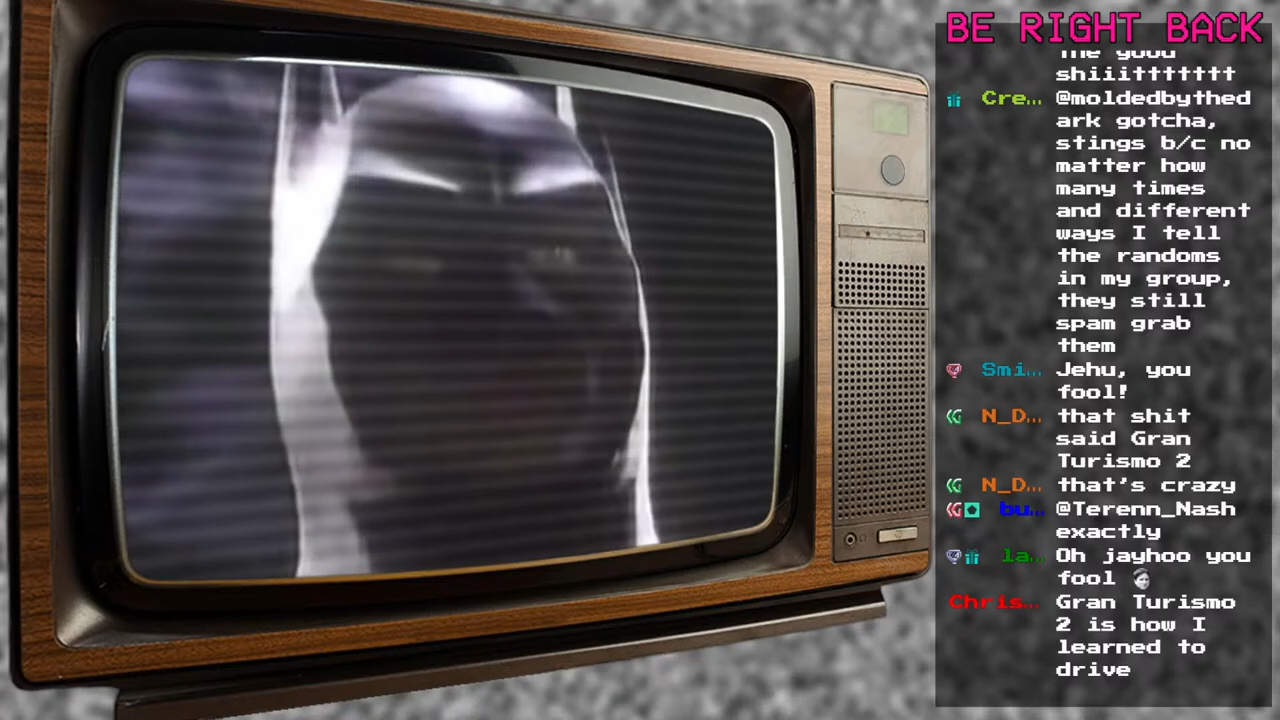 BE RIGHT BACK
The good
shiiittttttt
Cre... @moldedbythed
ark gotcha,
stings b/c no
matter how
many times
and different
ways I tell
the randoms
in my group,
they still
spam grab
them
Smi... Jehu, you
fool!
N_D... that shit
said Gran
Turismo 2
N_D... that's crazy
bu... @Terenn_Nash
exactly
la... Oh jayhoo you
fool
Chris... Gran Turismo
2 is how I
learned to
drive